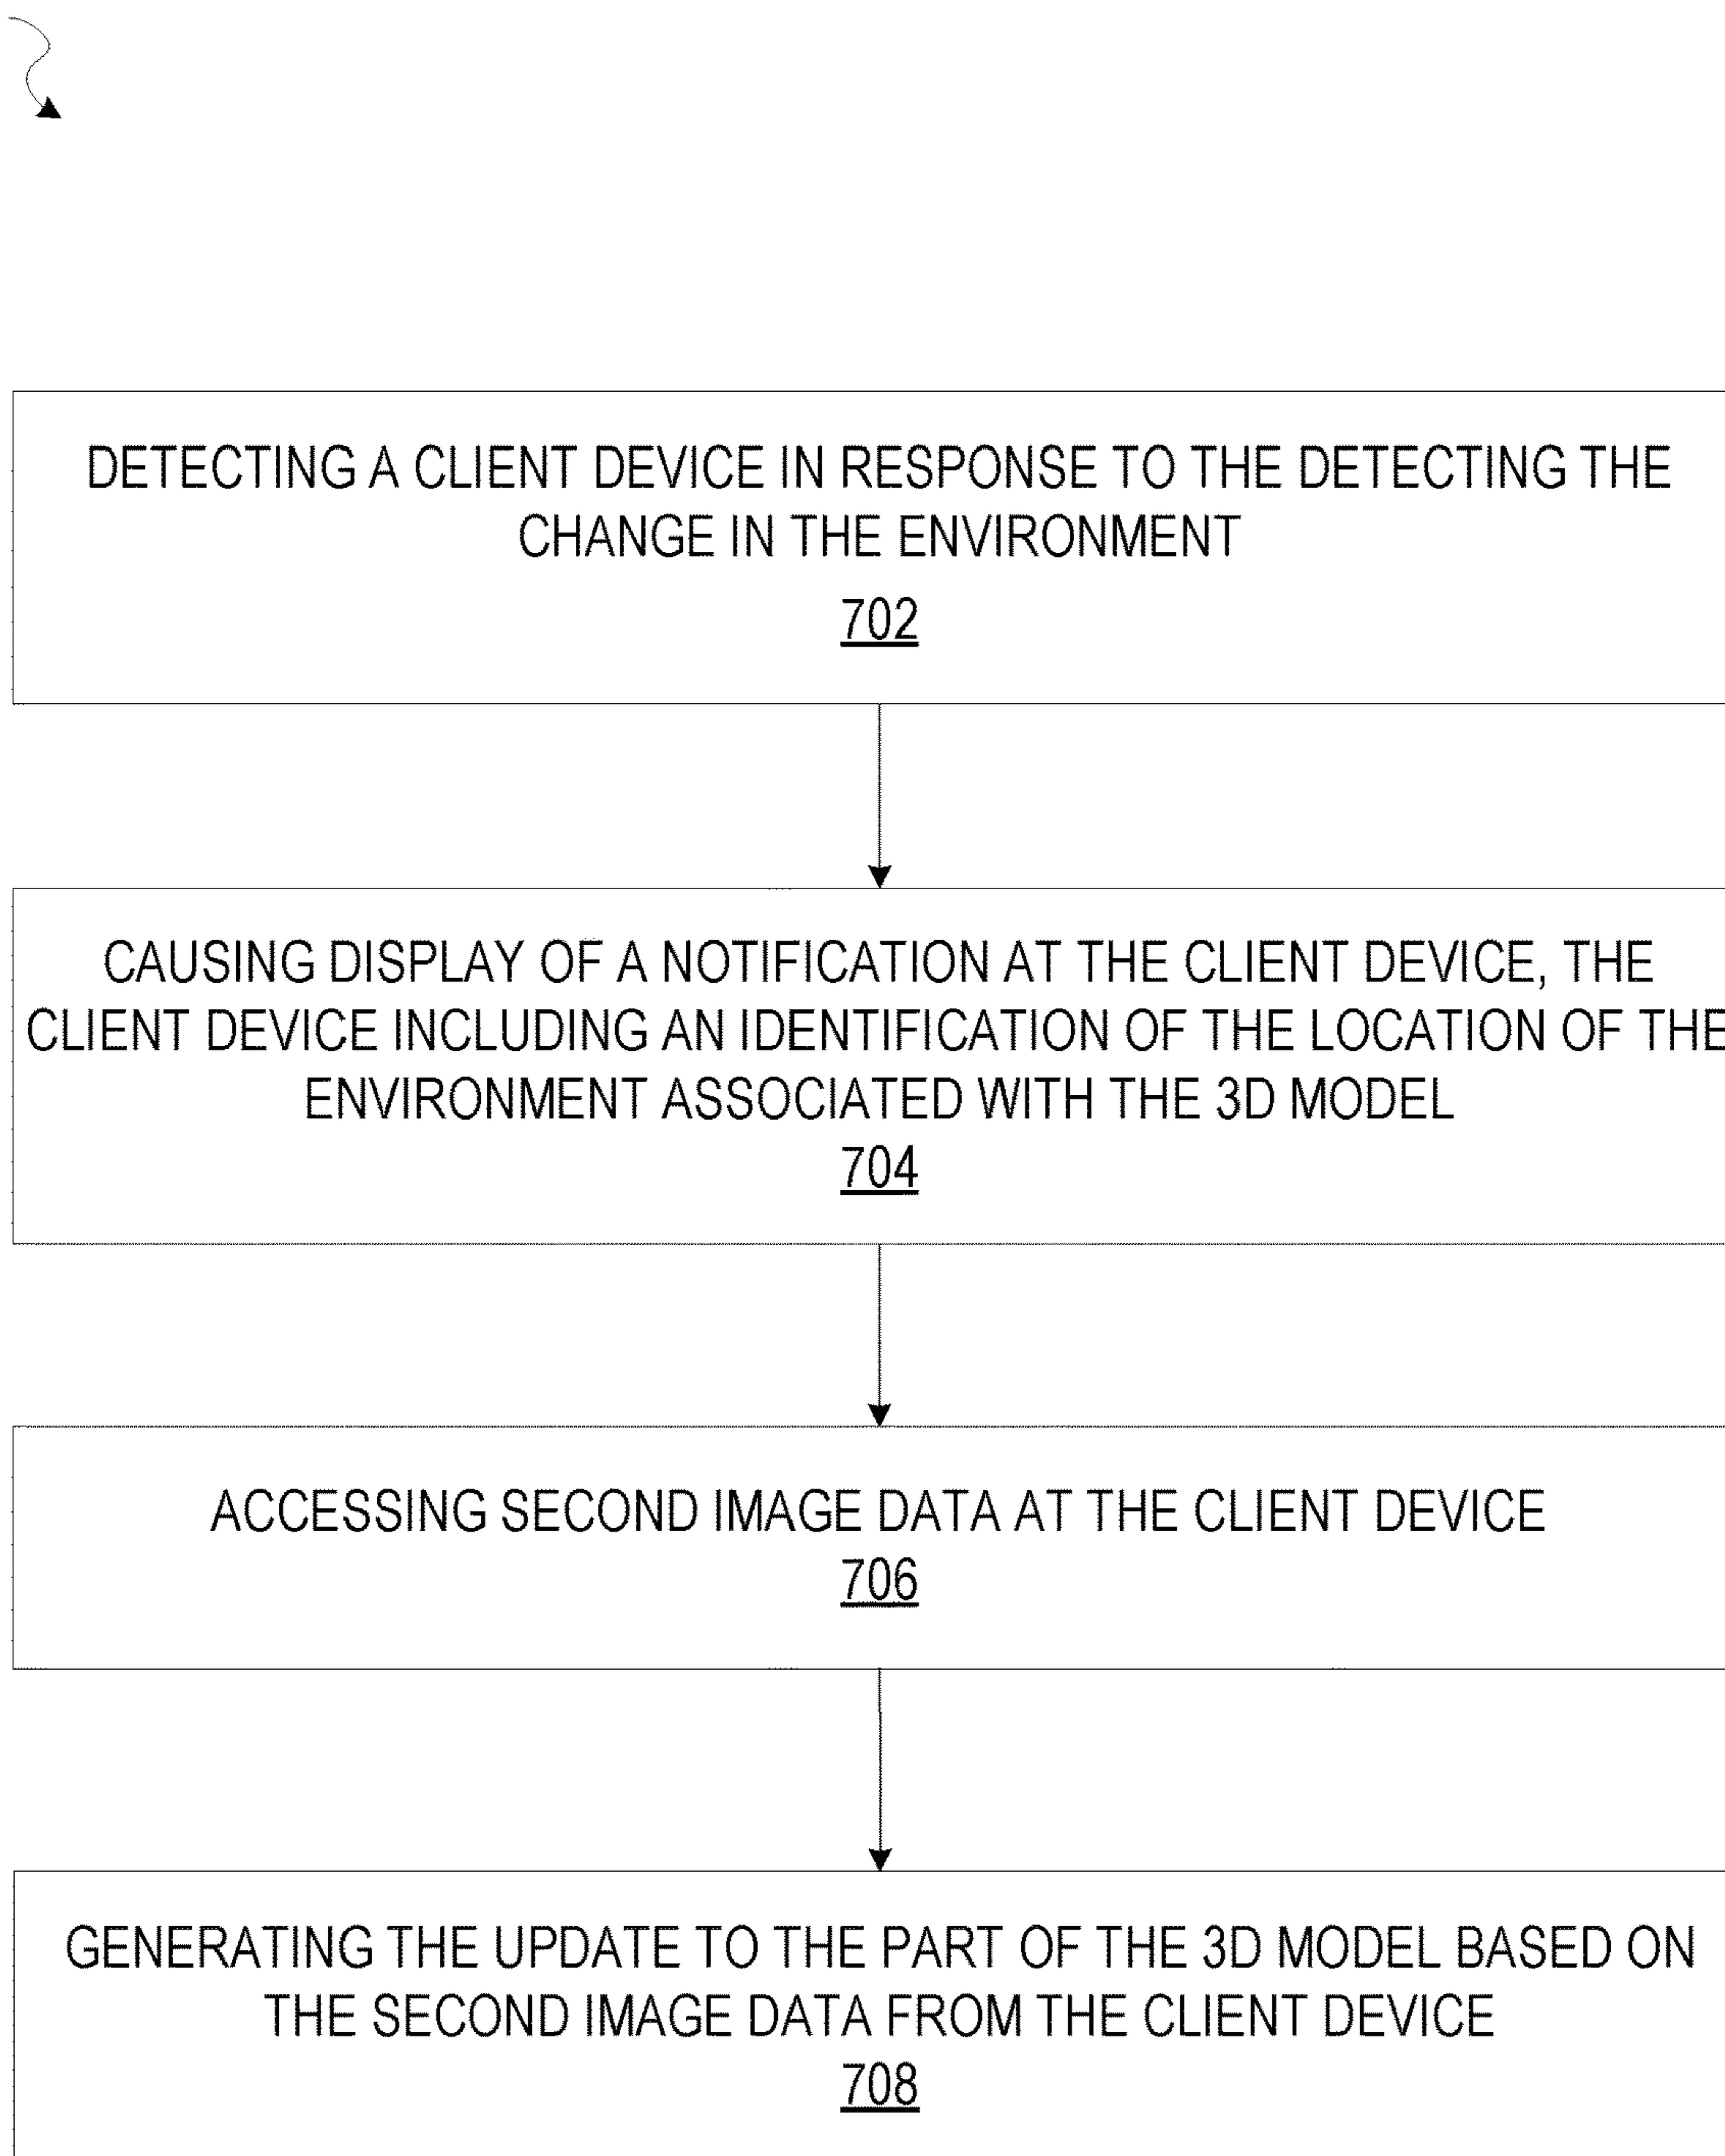 DETECTING A CLIENT DEVICE IN RESPONSE TO THE DETECTING THE
CHANGE IN THE ENVIRONMENT
702
CAUSING DISPLAY OF A NOTIFICATION AT THE CLIENT DEVICE, THE
CLIENT DEVICE INCLUDING AN IDENTIFICATION OF THE LOCATION OF THE
ENVIRONMENT ASSOCIATED WITH THE 3D MODEL
704
ACCESSING SECOND IMAGE DATA AT THE CLIENT DEVICE
706
GENERATING THE UPDATE TO THE PART OF THE 3D MODEL BASED ON
THE SECOND IMAGE DATA FROM THE CLIENT DEVICE
708